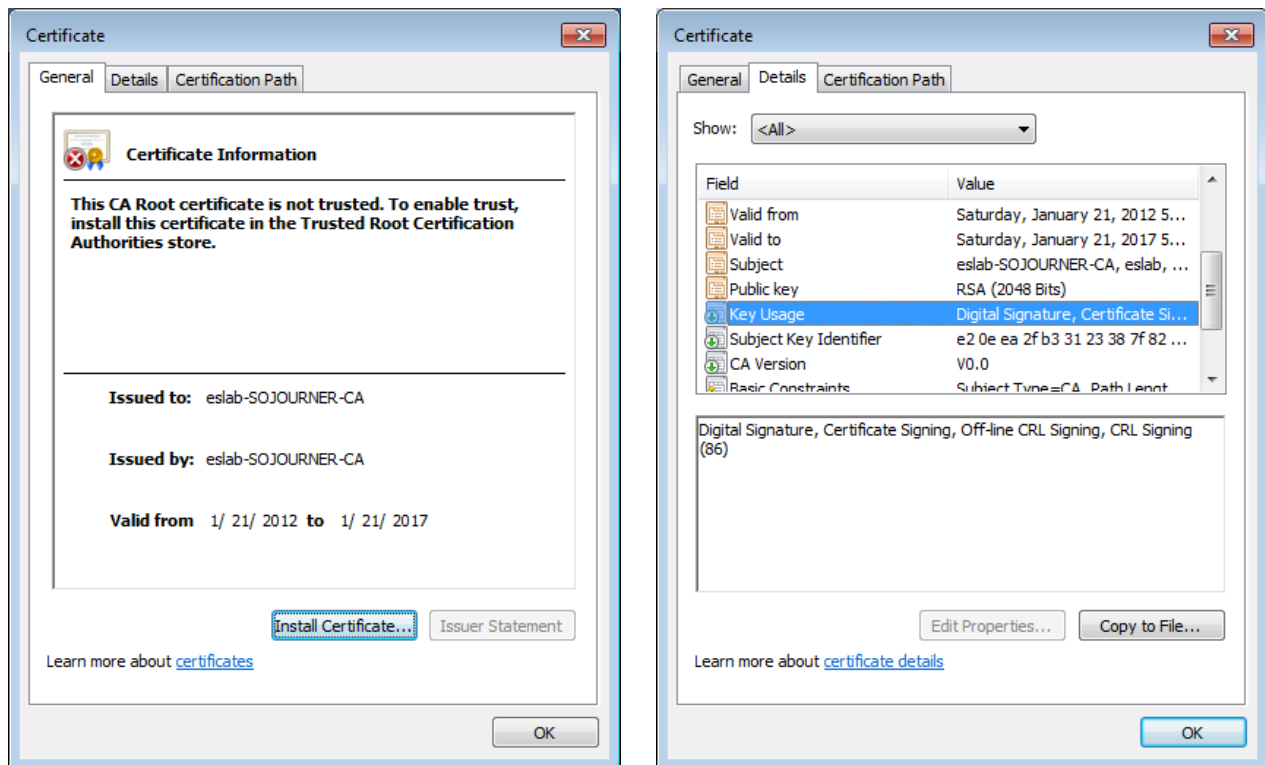 Certificate
General Details Certification Path
Certificate Information
This CA Root certificate is not trusted. To enable trust,
install this certificate in the Trusted Root Certification
Authorities store.
Issued to: eslab-SOJOURNER-CA
Issued by: eslab-SOJOURNER-CA
Valid from 1/ 21/ 2012 to 1/ 21/ 2017
Install Certificate... Issuer Statement
Learn more about certificates
OK
Certificate
General Details Certification Path
Show: <All>
Field Value
Valid from Saturday, January 21, 2012 5...
Valid to Saturday, January 21, 2017 5...
Subject eslab-SOJOURNER-CA, eslab, ...
Public key RSA (2048 Bits)
Key Usage Digital Signature, Certificate Si...
Subject Key Identifier e2 0e ea 2f b3 31 23 38 7f 82 ...
CA Version V0.0
Basic Constraints Subject Type=CA, Path Lengt
Digital Signature, Certificate Signing, Off-line CRL Signing, CRL Signing
(86)
Edit Properties... Copy to File...
Learn more about certificate details
OK